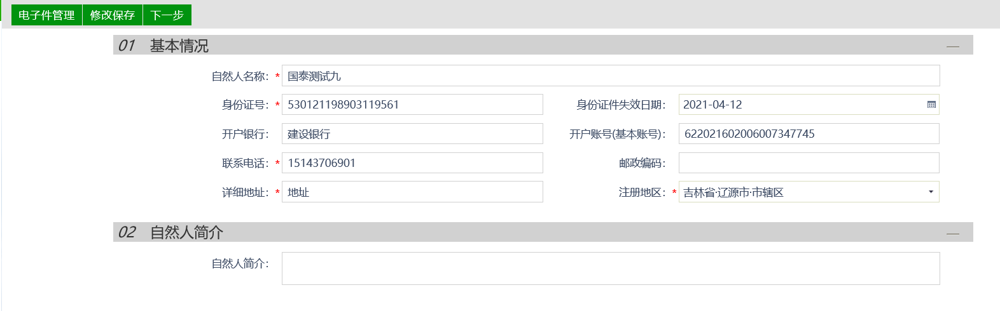 电子件管理 修改保存 下一步
01 基本情况
自然人名称：* 国泰测试九
身份证号：* 530121198903119561 身份证件失效日期： 2021-04-12
开户银行： 建设银行 开户账号(基本账号)： 622021602006007347745
联系电话：* 15143706901 邮政编码：
详细地址：* 地址 注册地区：* 吉林省·辽源市·市辖区
02 自然人简介
自然人简介：